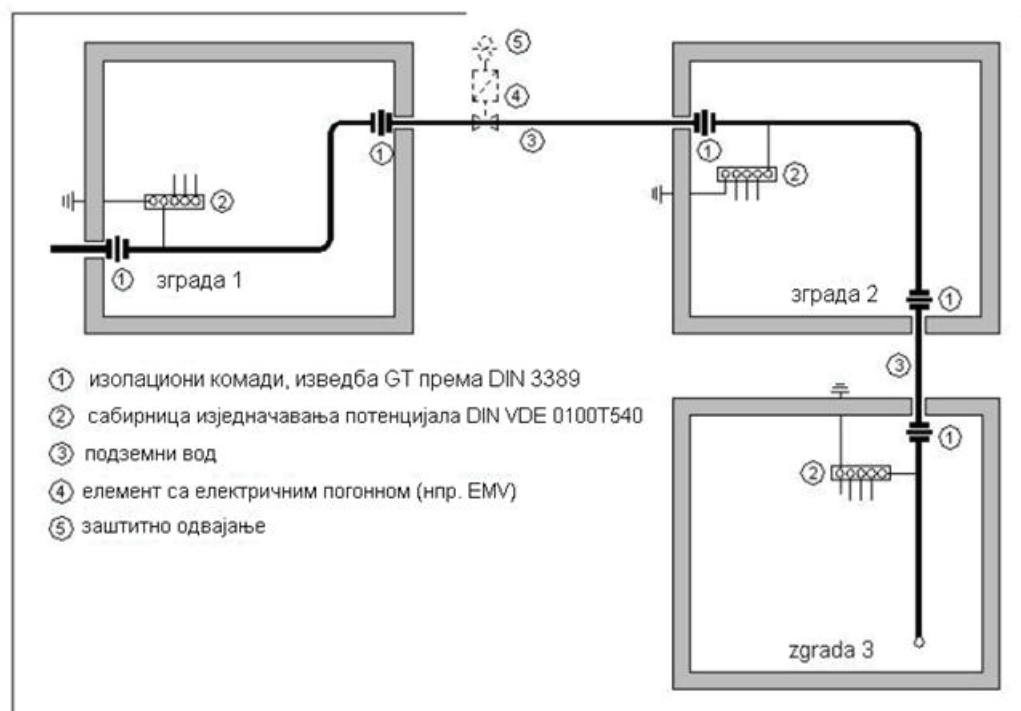 5
4
1
3
1
2
2
1
зграда 1
зграда 2
1
3
1 изолациони комади, изведба GT према DIN 3389
2 сабирница изједначавања потенцијала DIN VDE 0100T540
3 подземни вод
4 елемент са електричним погонном (нпр. EMV)
5 заштитно одвајање
1
2
zgrada 3